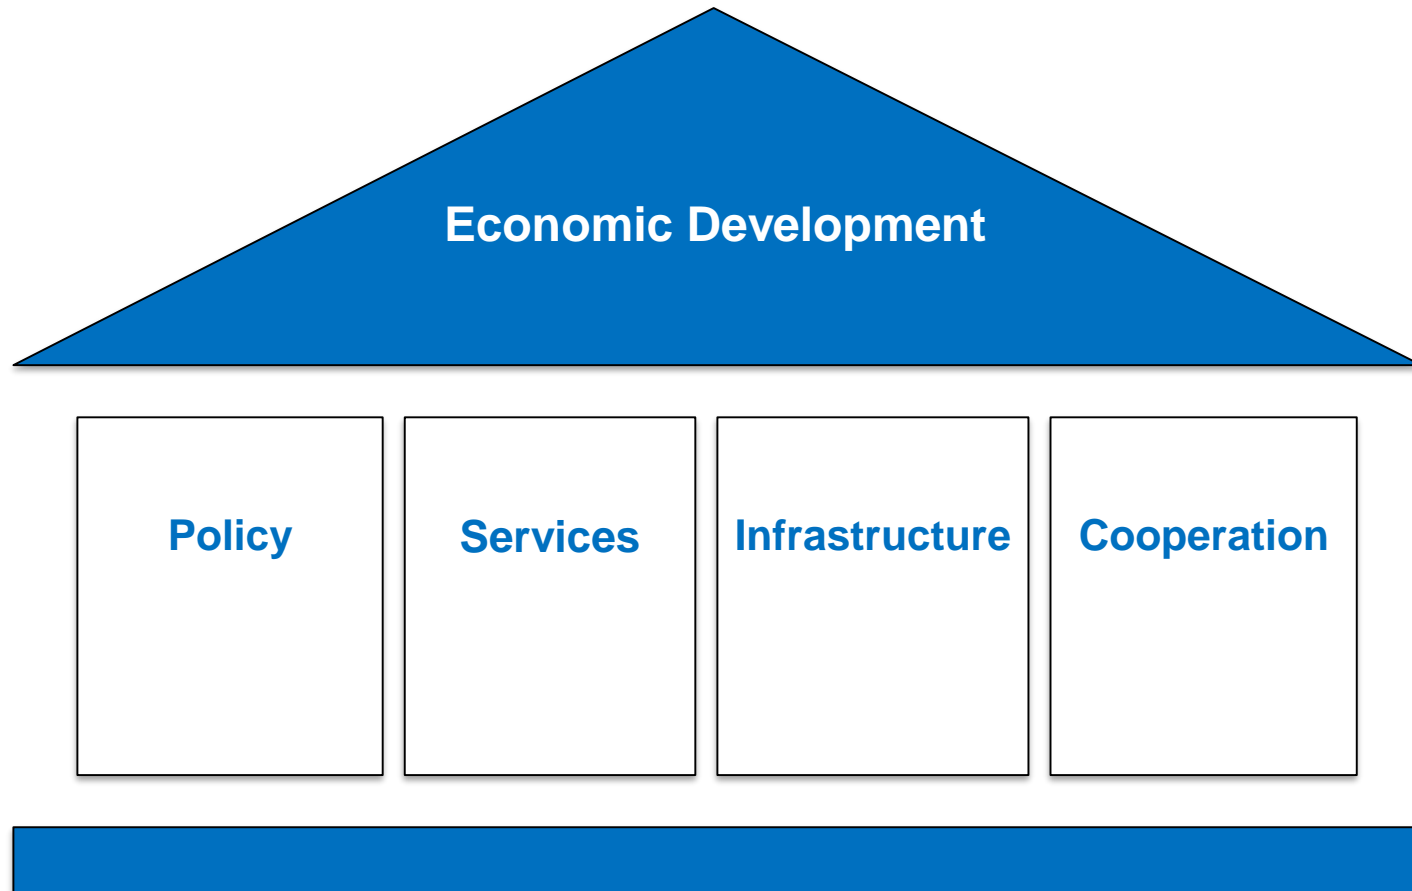 Economic Development
Policy
Services
Infrastructure
Cooperation